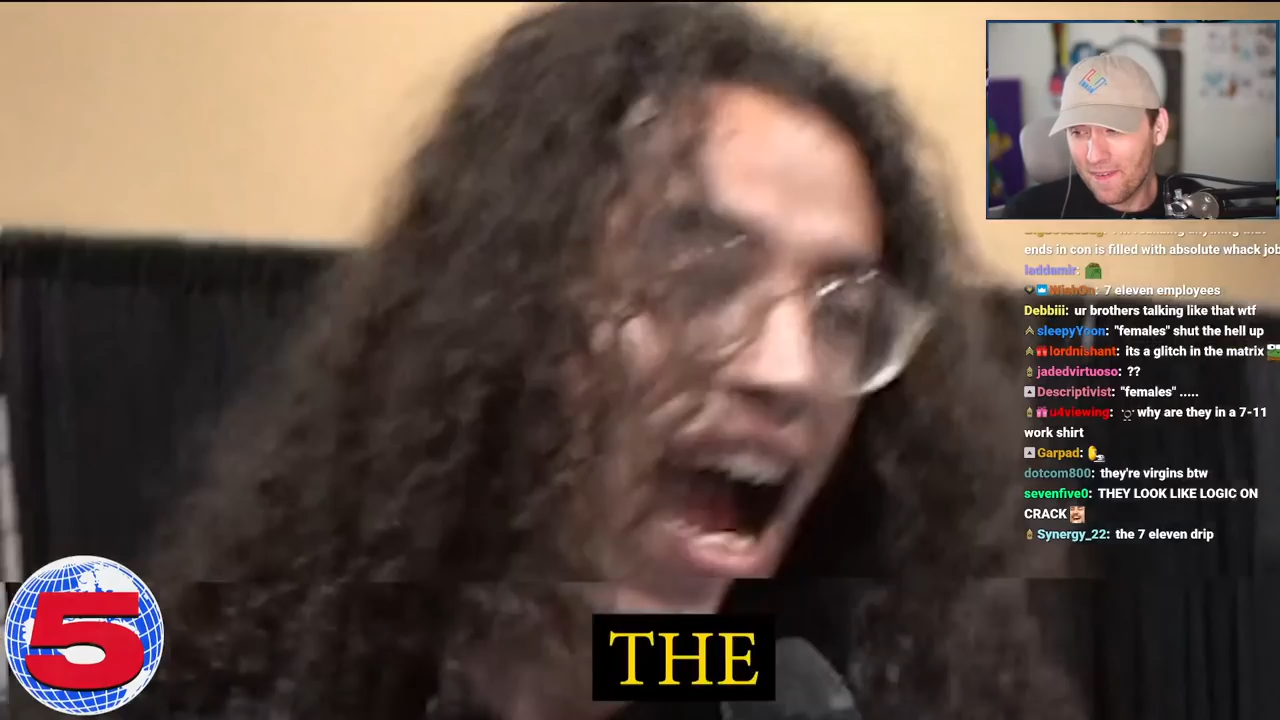 ends in con is filled with absolute whack job
laddamir:
WishOn: 7 eleven employees
Debbiii: ur brothers talking like that wtf
sleepyYoon: "females" shut the hell up
lordnishant: its a glitch in the matrix
jadedvirtuoso: ??
Descriptivist: "females" .....
u4viewing: why are they in a 7-11
work shirt
Garpad:
dotcom800: they're virgins btw
sevenfive0: THEY LOOK LIKE LOGIC ON
CRACK
Synergy_22: the 7 eleven drip
5
THE